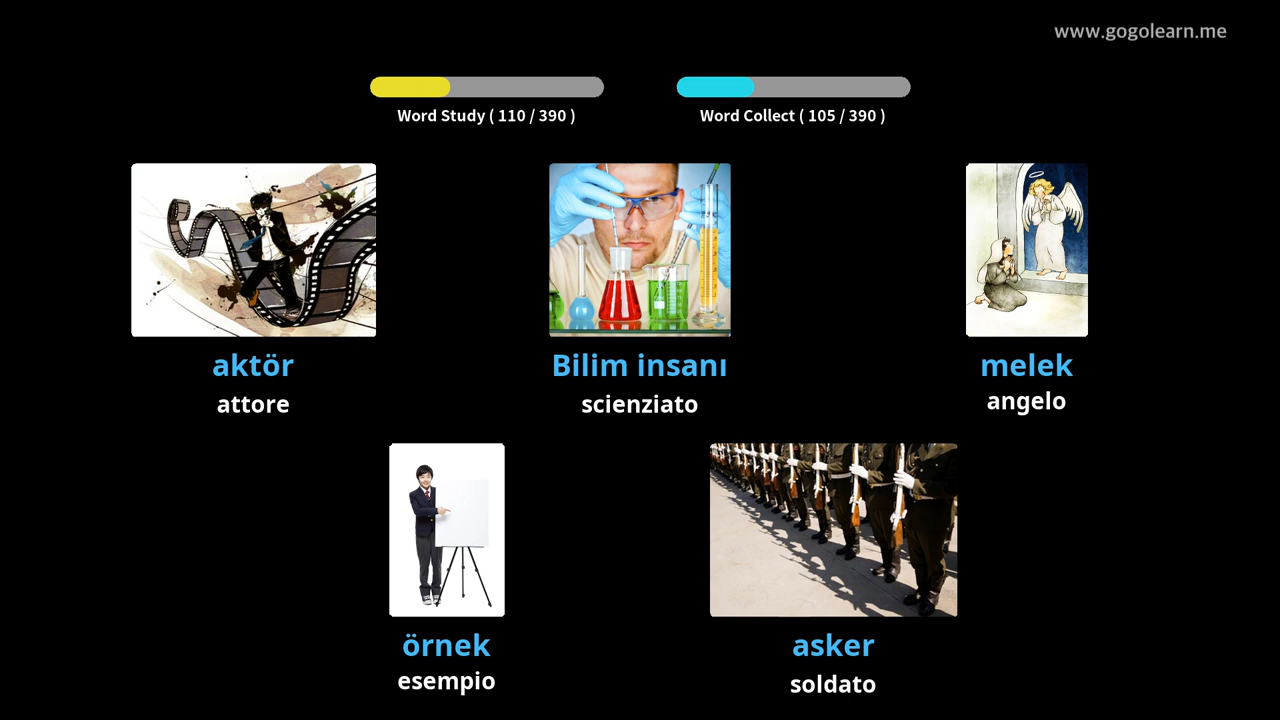 www.gogolearn.me
Word Study ( 110 / 390 )
Word Collect ( 105 / 390 )
aktör
attore
Bilim insanı
scienziato
melek
angelo
örnek
esempio
asker
soldato